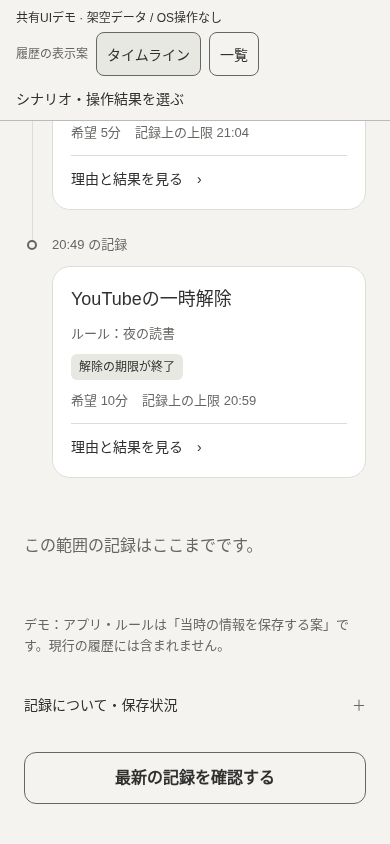 共有UIデモ · 架空データ / OS操作なし
履歴の表示案 タイムライン 一覧
シナリオ・操作結果を選ぶ
希望 5分 記録上の上限 21:04
理由と結果を見る ›
20:49 の記録
YouTubeの一時解除
ルール：夜の読書
解除の期限が終了
希望 10分 記録上の上限 20:59
理由と結果を見る ›
この範囲の記録はここまでです。
デモ：アプリ・ルールは「当時の情報を保存する案」で
す。現行の履歴には含まれません。
記録について・保存状況 ＋
最新の記録を確認する